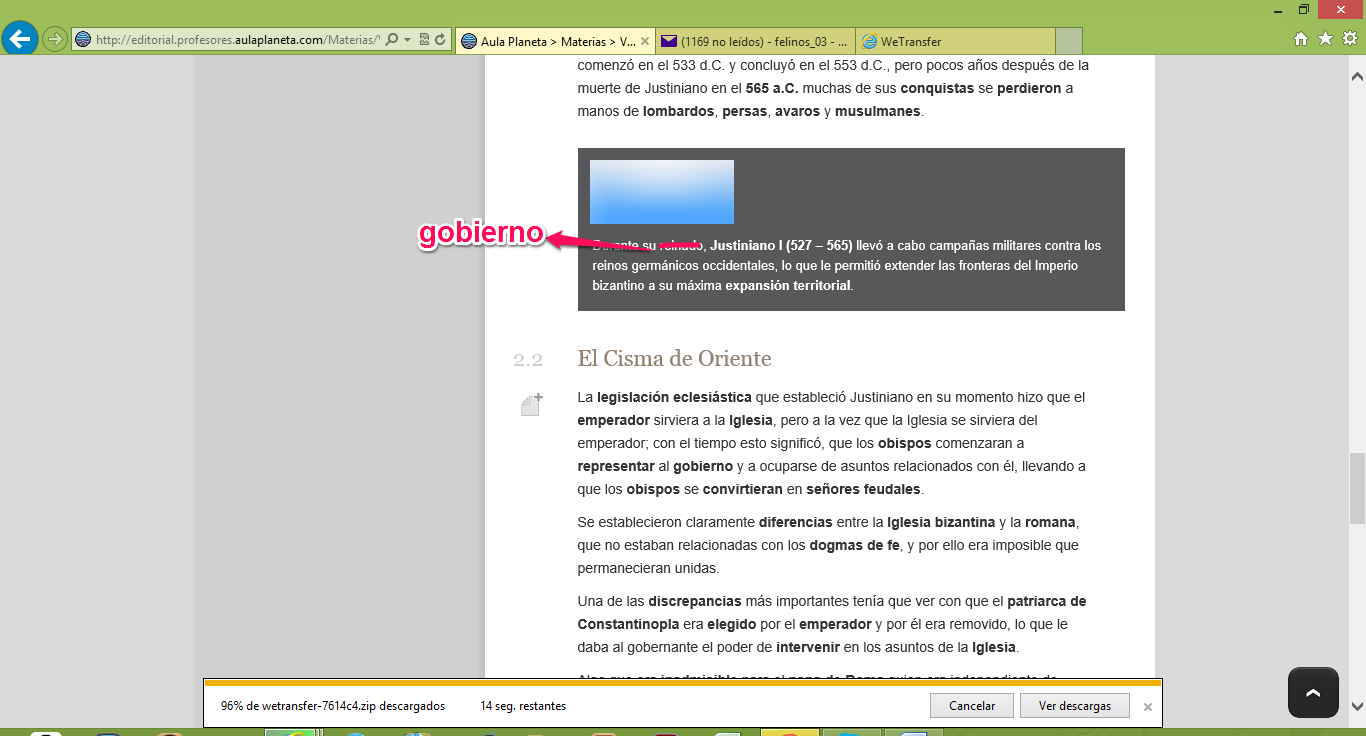 http://editorial.profesores.aulaplaneta.com/Materias/
Aula Planeta > Materias > V...
(1169 no leídos) - felinos_03 - ...
WeTransfer
comenzó en el 533 d.C. y concluyó en el 553 d.C., pero pocos años después de la
muerte de Justiniano en el 565 a.C. muchas de sus conquistas se perdieron a
manos de lombardos, persas, avaros y musulmanes.
gobierno
Durante su reinado, Justiniano I (527 – 565) llevó a cabo campañas militares contra los
reinos germánicos occidentales, lo que le permitió extender las fronteras del Imperio
bizantino a su máxima expansión territorial.
2.2 El Cisma de Oriente
La legislación eclesiástica que estableció Justiniano en su momento hizo que el
emperador sirviera a la Iglesia, pero a la vez que la Iglesia se sirviera del
emperador; con el tiempo esto significó, que los obispos comenzaran a
representar al gobierno y a ocuparse de asuntos relacionados con él, llevando a
que los obispos se convirtieran en señores feudales.
Se establecieron claramente diferencias entre la Iglesia bizantina y la romana,
que no estaban relacionadas con los dogmas de fe, y por ello era imposible que
permanecieran unidas.
Una de las discrepancias más importantes tenía que ver con que el patriarca de
Constantinopla era elegido por el emperador y por él era removido, lo que le
daba al gobernante el poder de intervenir en los asuntos de la Iglesia.
96% de wetransfer-7614c4.zip descargados
14 seg. restantes
Cancelar
Ver descargas